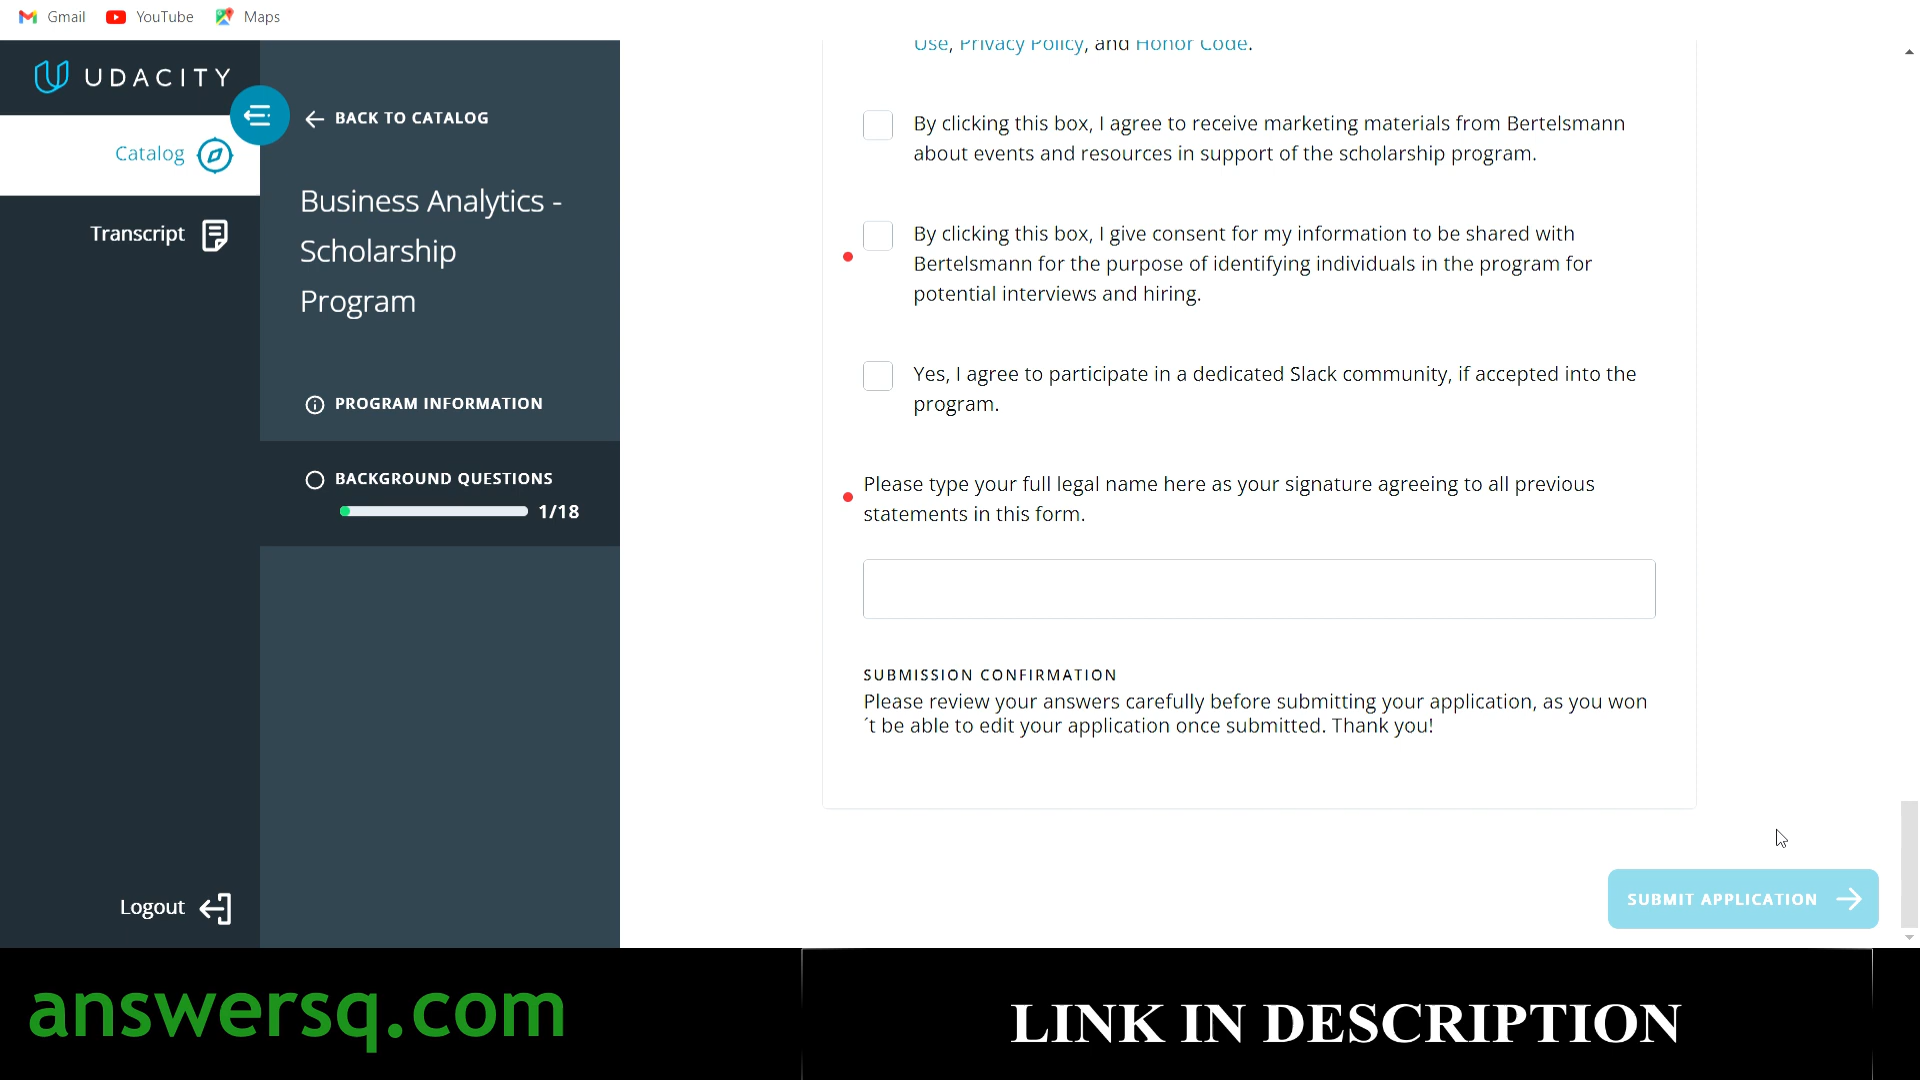 Gmail YouTube Maps
UDACITY
Catalog
Transcript
Logout
BACK TO CATALOG
Business Analytics -
Scholarship
Program
PROGRAM INFORMATION
BACKGROUND QUESTIONS
1/18
Use, Privacy Policy, and Honor Code.
By clicking this box, I agree to receive marketing materials from Bertelsmann
about events and resources in support of the scholarship program.
By clicking this box, I give consent for my information to be shared with
Bertelsmann for the purpose of identifying individuals in the program for
potential interviews and hiring.
Yes, I agree to participate in a dedicated Slack community, if accepted into the
program.
Please type your full legal name here as your signature agreeing to all previous
statements in this form.
SUBMISSION CONFIRMATION
Please review your answers carefully before submitting your application, as you won
´t be able to edit your application once submitted. Thank you!
SUBMIT APPLICATION
answersq.com
LINK IN DESCRIPTION